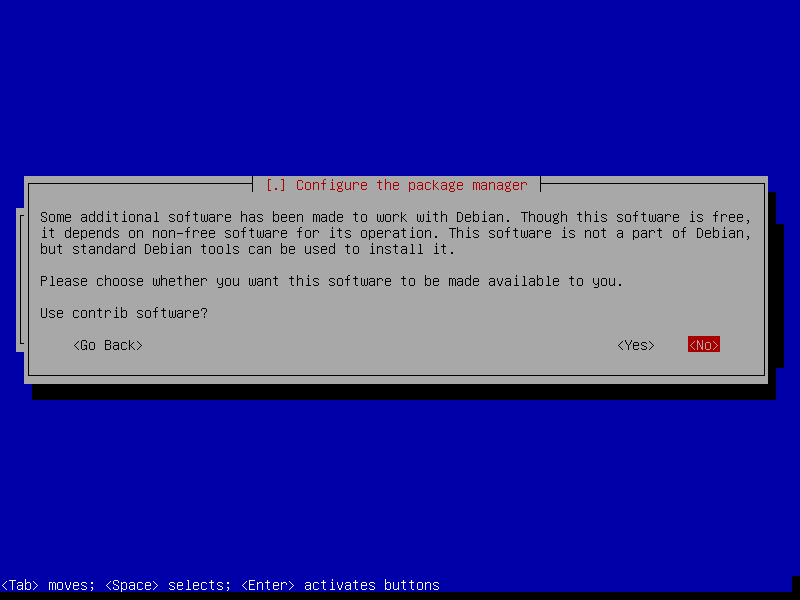 [.] Configure the package manager
Some additional software has been made to work with Debian. Though this software is free,
it depends on non-free software for its operation. This software is not a part of Debian,
but standard Debian tools can be used to install it.
Please choose whether you want this software to be made available to you.
Use contrib software?
<Go Back> <Yes> <No>
<Tab> moves; <Space> selects; <Enter> activates buttons